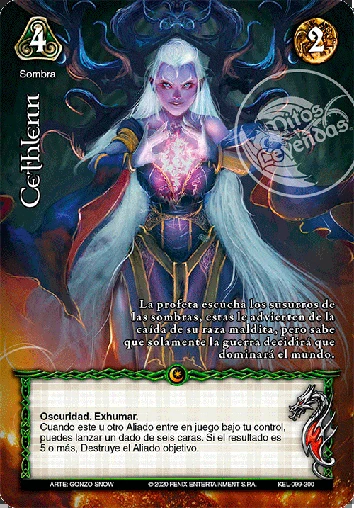 4
2
Sombra
Mitos
y
Leyendas
Cethlenn
La profeta escucha los susurros de
las sombras, estas le advierten de la
caída de su raza maldita, pero sabe
que solamente la guerra decidirá que
dominará el mundo.
Oscuridad. Exhumar.
Cuando este u otro Aliado entre en juego bajo tu control,
puedes lanzar un dado de seis caras. Si el resultado es
5 o más, Destruye el Aliado objetivo.
ARTE: GONZO SNOW
© 2020 FENIX ENTERTAINMENT S.P.A.